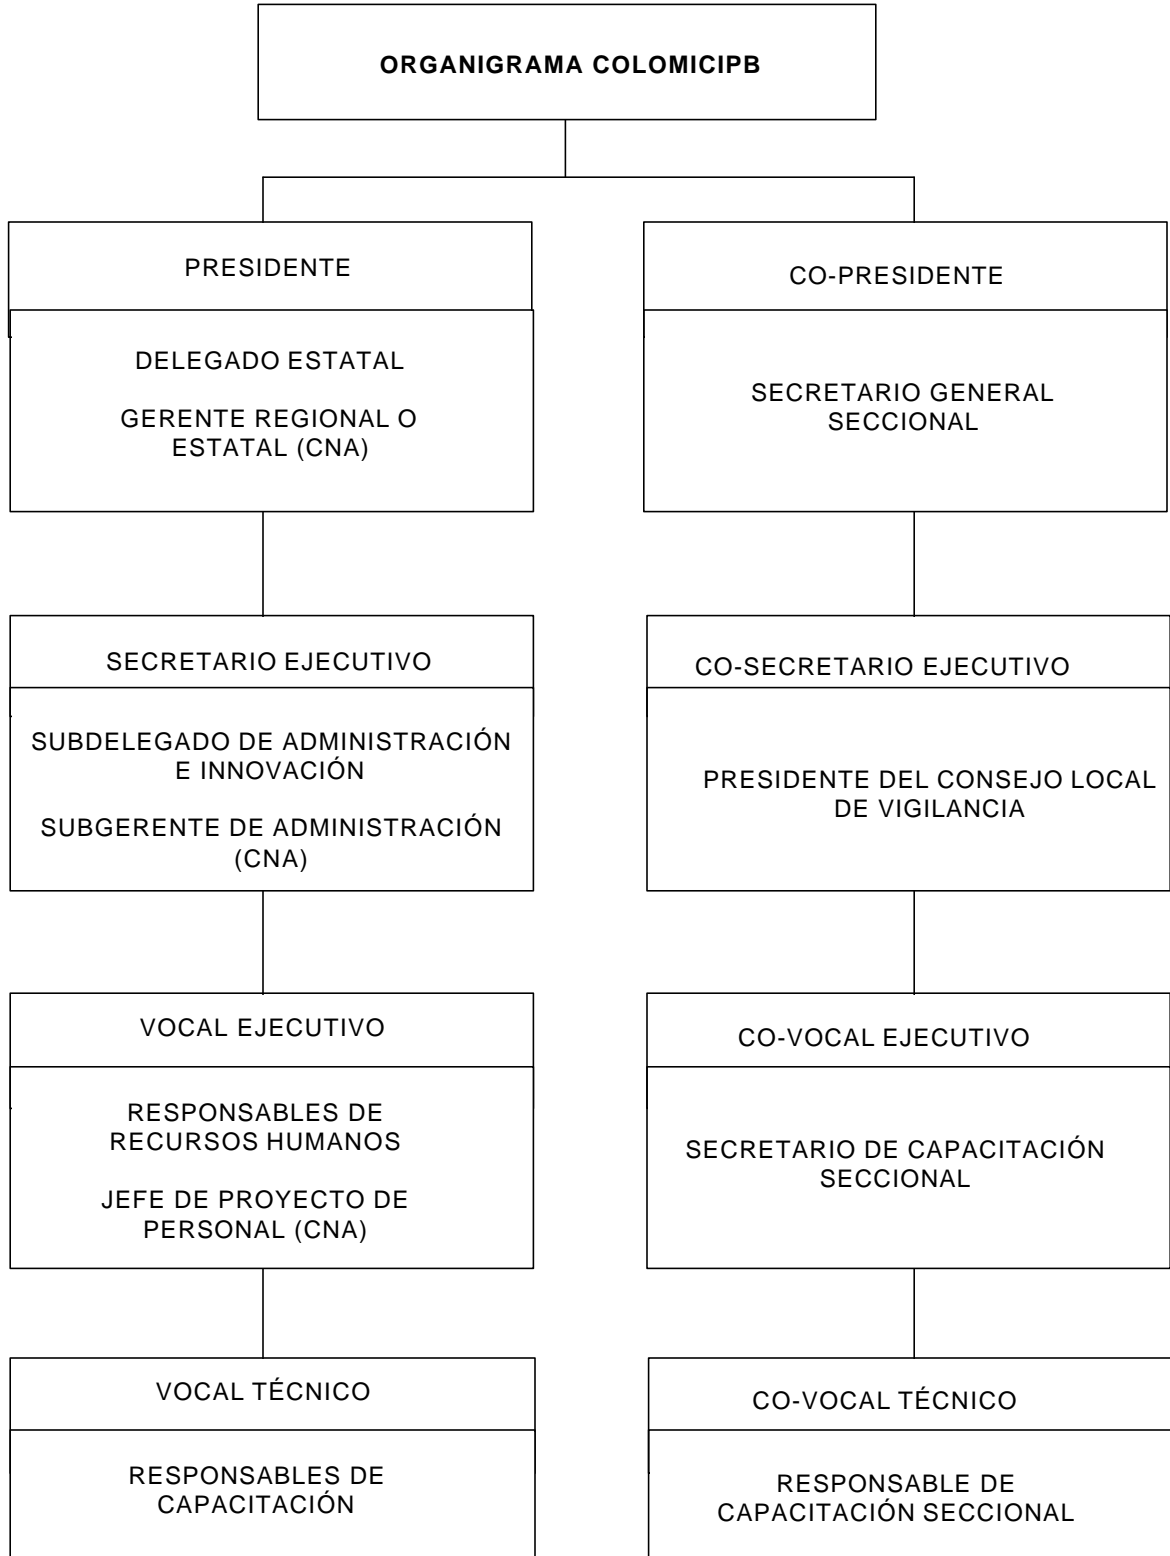 ORGANIGRAMA COLOMICIPB
PRESIDENTE
DELEGADO ESTATAL
GERENTE REGIONAL O
ESTATAL (CNA)
CO-PRESIDENTE
SECRETARIO GENERAL
SECCIONAL
SECRETARIO EJECUTIVO
SUBDELEGADO DE ADMINISTRACIÓN
E INNOVACIÓN
SUBGERENTE DE ADMINISTRACIÓN
(CNA)
CO-SECRETARIO EJECUTIVO
PRESIDENTE DEL CONSEJO LOCAL
DE VIGILANCIA
VOCAL EJECUTIVO
RESPONSABLES DE
RECURSOS HUMANOS
JEFE DE PROYECTO DE
PERSONAL (CNA)
CO-VOCAL EJECUTIVO
SECRETARIO DE CAPACITACIÓN
SECCIONAL
VOCAL TÉCNICO
RESPONSABLES DE
CAPACITACIÓN
CO-VOCAL TÉCNICO
RESPONSABLE DE
CAPACITACIÓN SECCIONAL